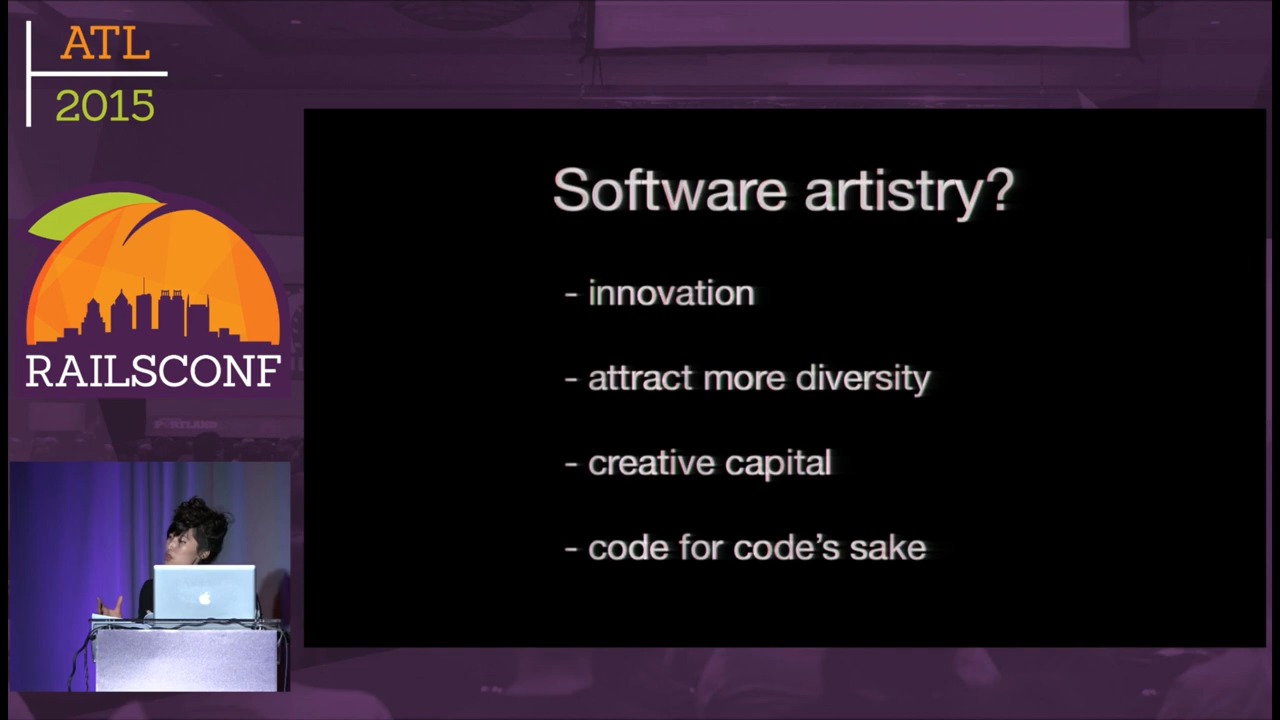 ATL
2015
RAILSCONF
Software artistry?
- innovation
- attract more diversity
- creative capital
- code for code's sake